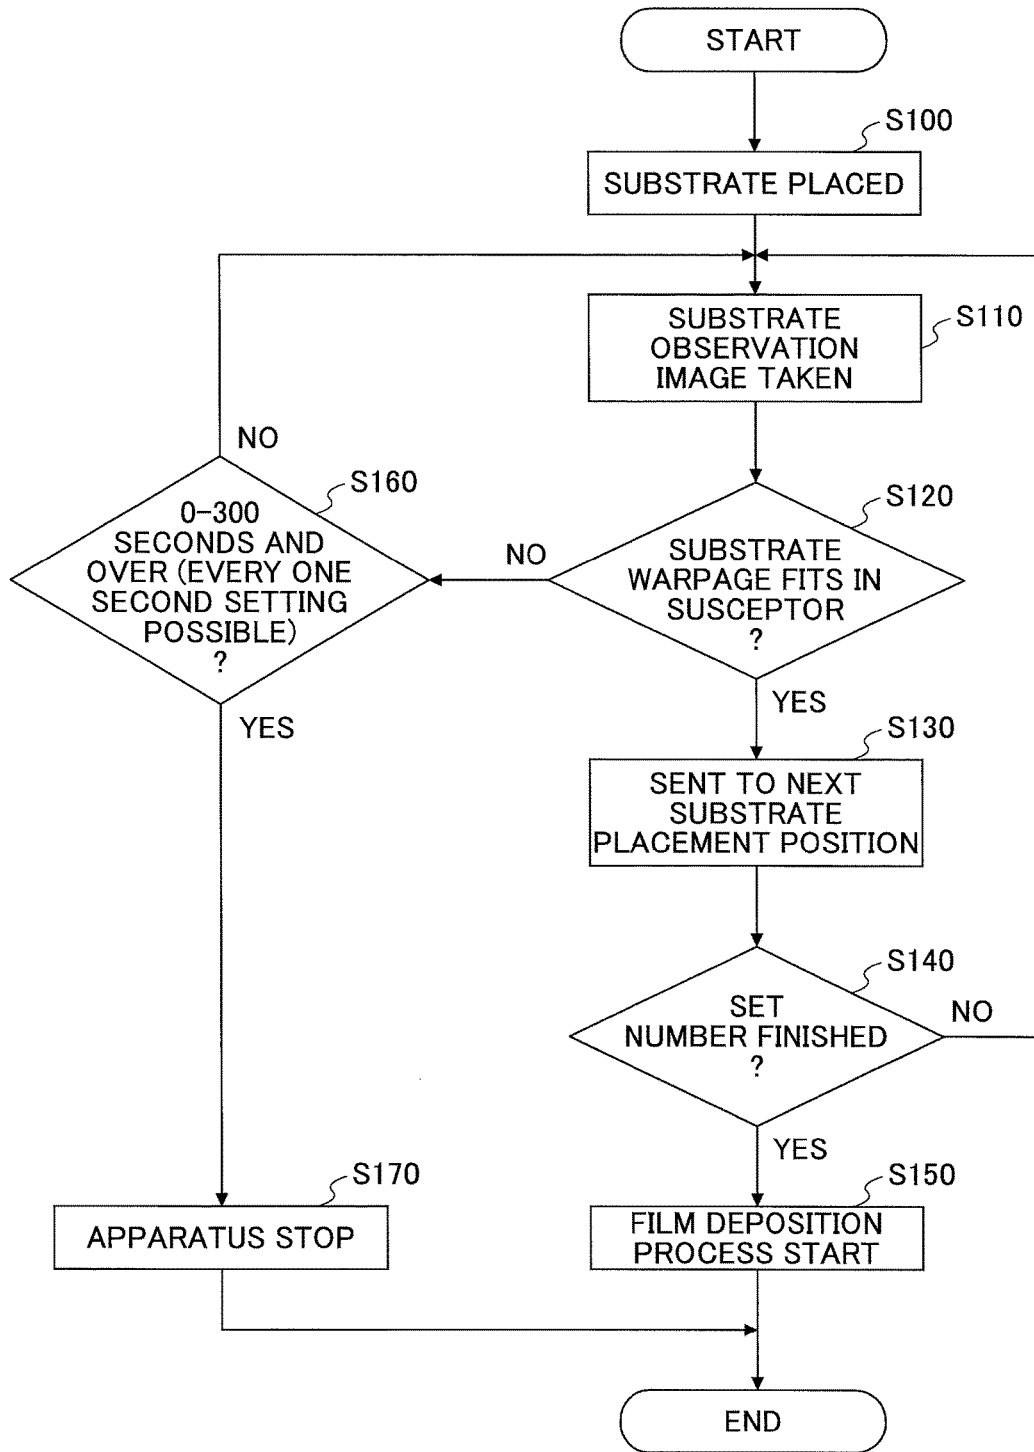 START
S100
SUBSTRATE PLACED
SUBSTRATE
OBSERVATION
IMAGE TAKEN
S110
NO
S160
0-300
SECONDS AND
OVER (EVERY ONE
SECOND SETTING
POSSIBLE)
?
YES
NO
S120
SUBSTRATE
WARPAGE FITS IN
SUSCEPTOR
?
YES
S130
SENT TO NEXT
SUBSTRATE
PLACEMENT POSITION
S140
SET
NUMBER FINISHED
?
NO
YES
S170
APPARATUS STOP
S150
FILM DEPOSITION
PROCESS START
END